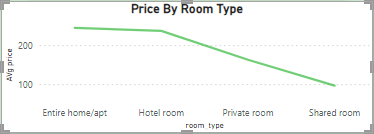 Price By Room Type
AVg price
200
100
Entire home/apt Hotel room Private room Shared room
room_type